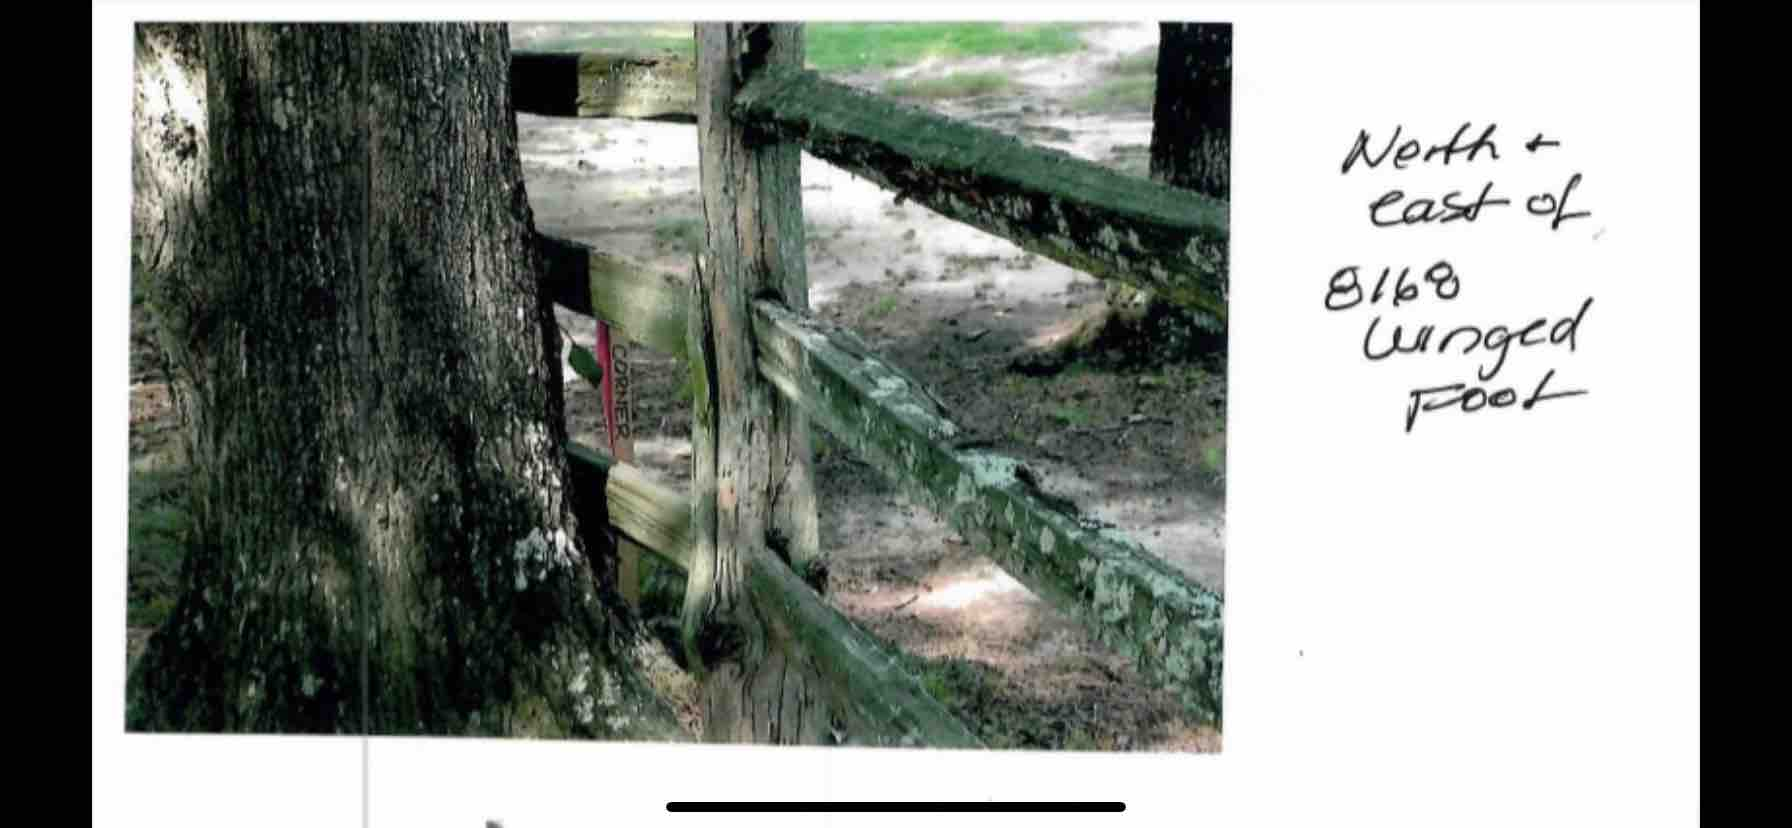 North +
east of
8168
Winged
Foot
CORNER